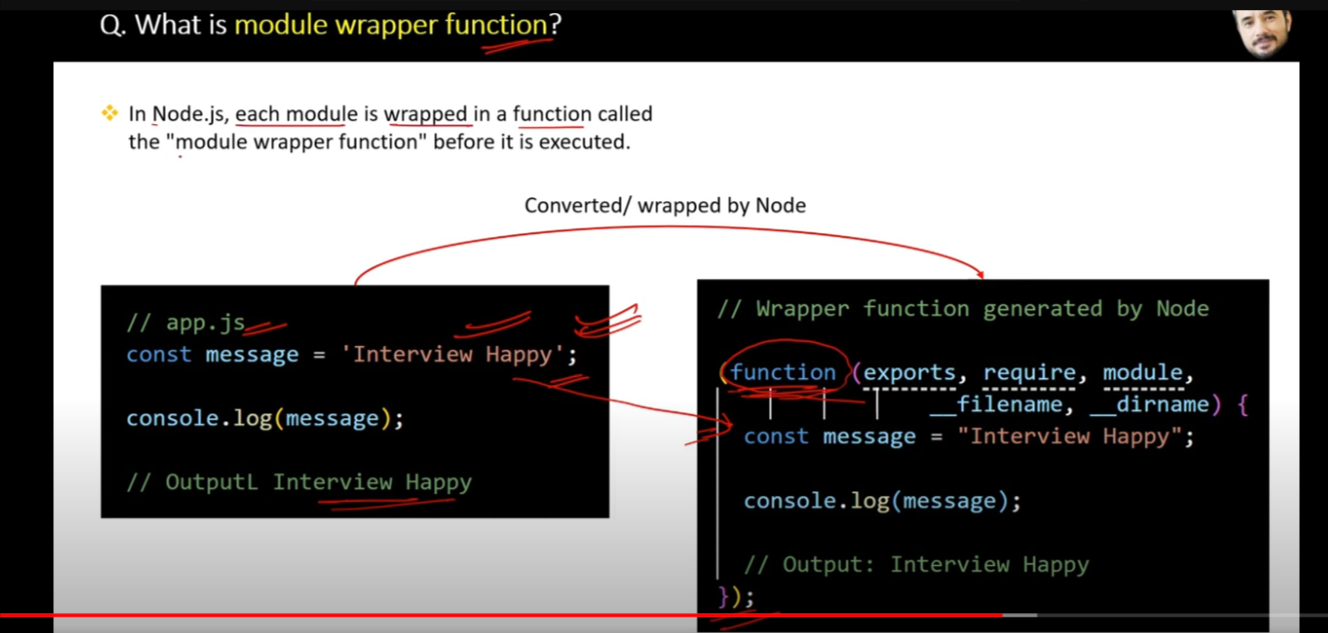 Q. What is module wrapper function?
❖ In Node.js, each module is wrapped in a function called
the "module wrapper function" before it is executed.
Converted/ wrapped by Node
// app.js
const message = 'Interview Happy';
console.log(message);
// OutputL Interview Happy
// Wrapper function generated by Node
(function (exports, require, module,
__filename, __dirname) {
const message = "Interview Happy";
console.log(message);
// Output: Interview Happy
});